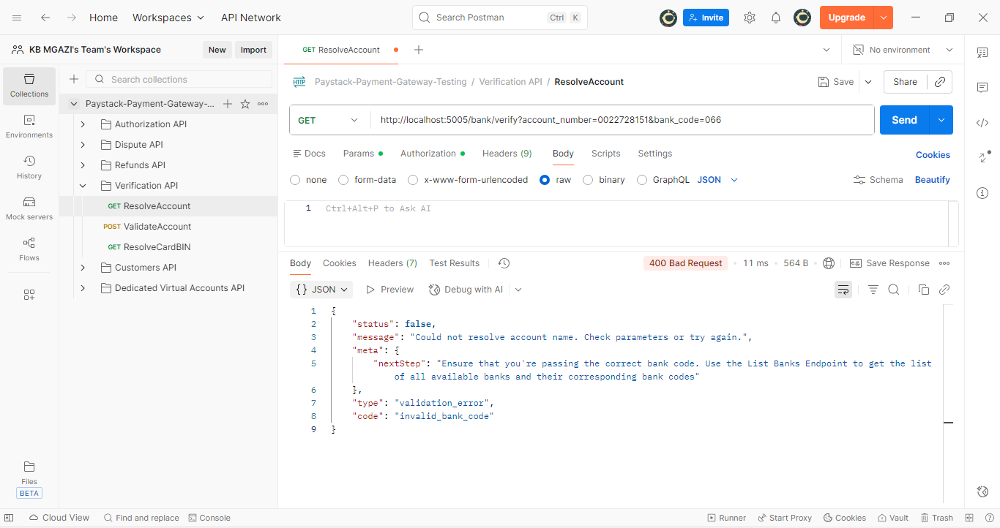 Home Workspaces API Network Search Postman Ctrl K Invite Upgrade
KB MGAZI's Team's Workspace New Import GET ResolveAccount No environment
Collections
Environments
History
Mock servers
Flows
Files
BETA
Search collections
Paystack-Payment-Gateway-...
Authorization API
Dispute API
Refunds API
Verification API
GET ResolveAccount
POST ValidateAccount
GET ResolveCardBIN
Customers API
Dedicated Virtual Accounts API
HTTP Paystack-Payment-Gateway-Testing / Verification API / ResolveAccount Save Share
GET http://localhost:5005/bank/verify?account_number=0022728151&bank_code=066 Send
Docs Params Authorization Headers (9) Body Scripts Settings Cookies
none form-data x-www-form-urlencoded raw binary GraphQL JSON Schema Beautify
1 Ctrl+Alt+P to Ask AI
Body Cookies Headers (7) Test Results 400 Bad Request 11 ms 564 B e.g. Save Response
{} JSON Preview Debug with AI
1 {
2 "status": false,
3 "message": "Could not resolve account name. Check parameters or try again.",
4 "meta": {
5 "nextStep": "Ensure that you're passing the correct bank code. Use the List Banks Endpoint to get the list
of all available banks and their corresponding bank codes"
6 },
7 "type": "validation_error",
8 "code": "invalid_bank_code"
9 }
Cloud View Find and replace Console Runner Start Proxy Cookies Vault Trash